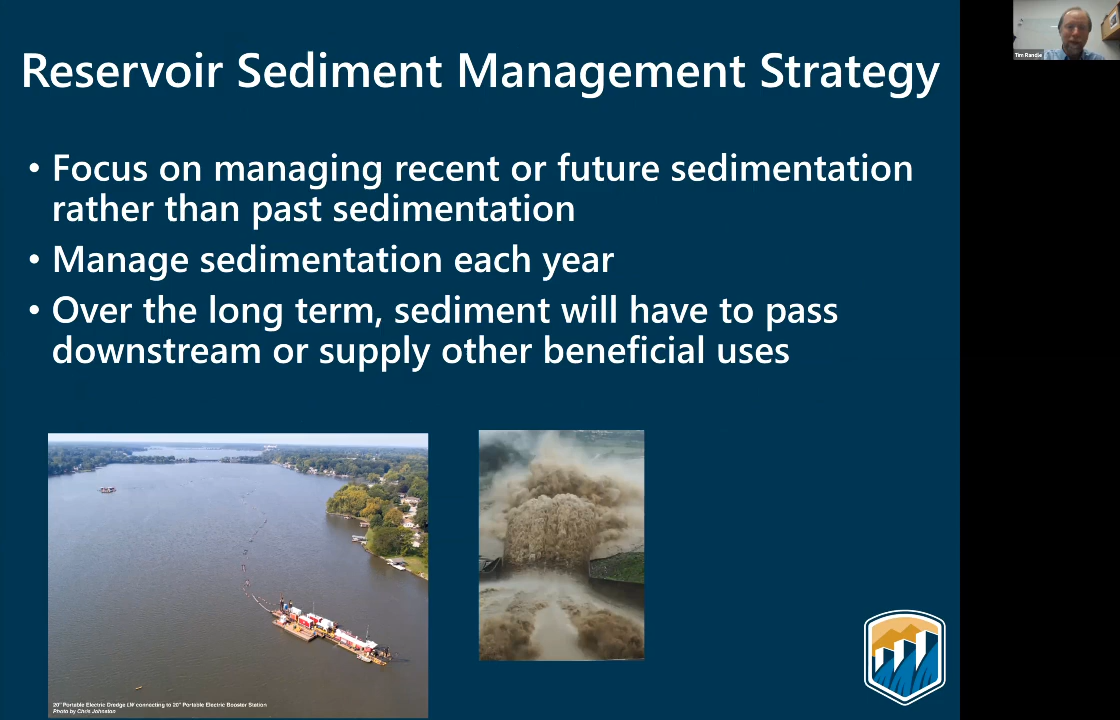 Reservoir Sediment Management Strategy
• Focus on managing recent or future sedimentation
rather than past sedimentation
• Manage sedimentation each year
• Over the long term, sediment will have to pass
downstream or supply other beneficial uses
20" Portable Electric Dredge LW connecting to 20" Portable Electric Booster Station
Photo by Chris Johnston
Tim Randle